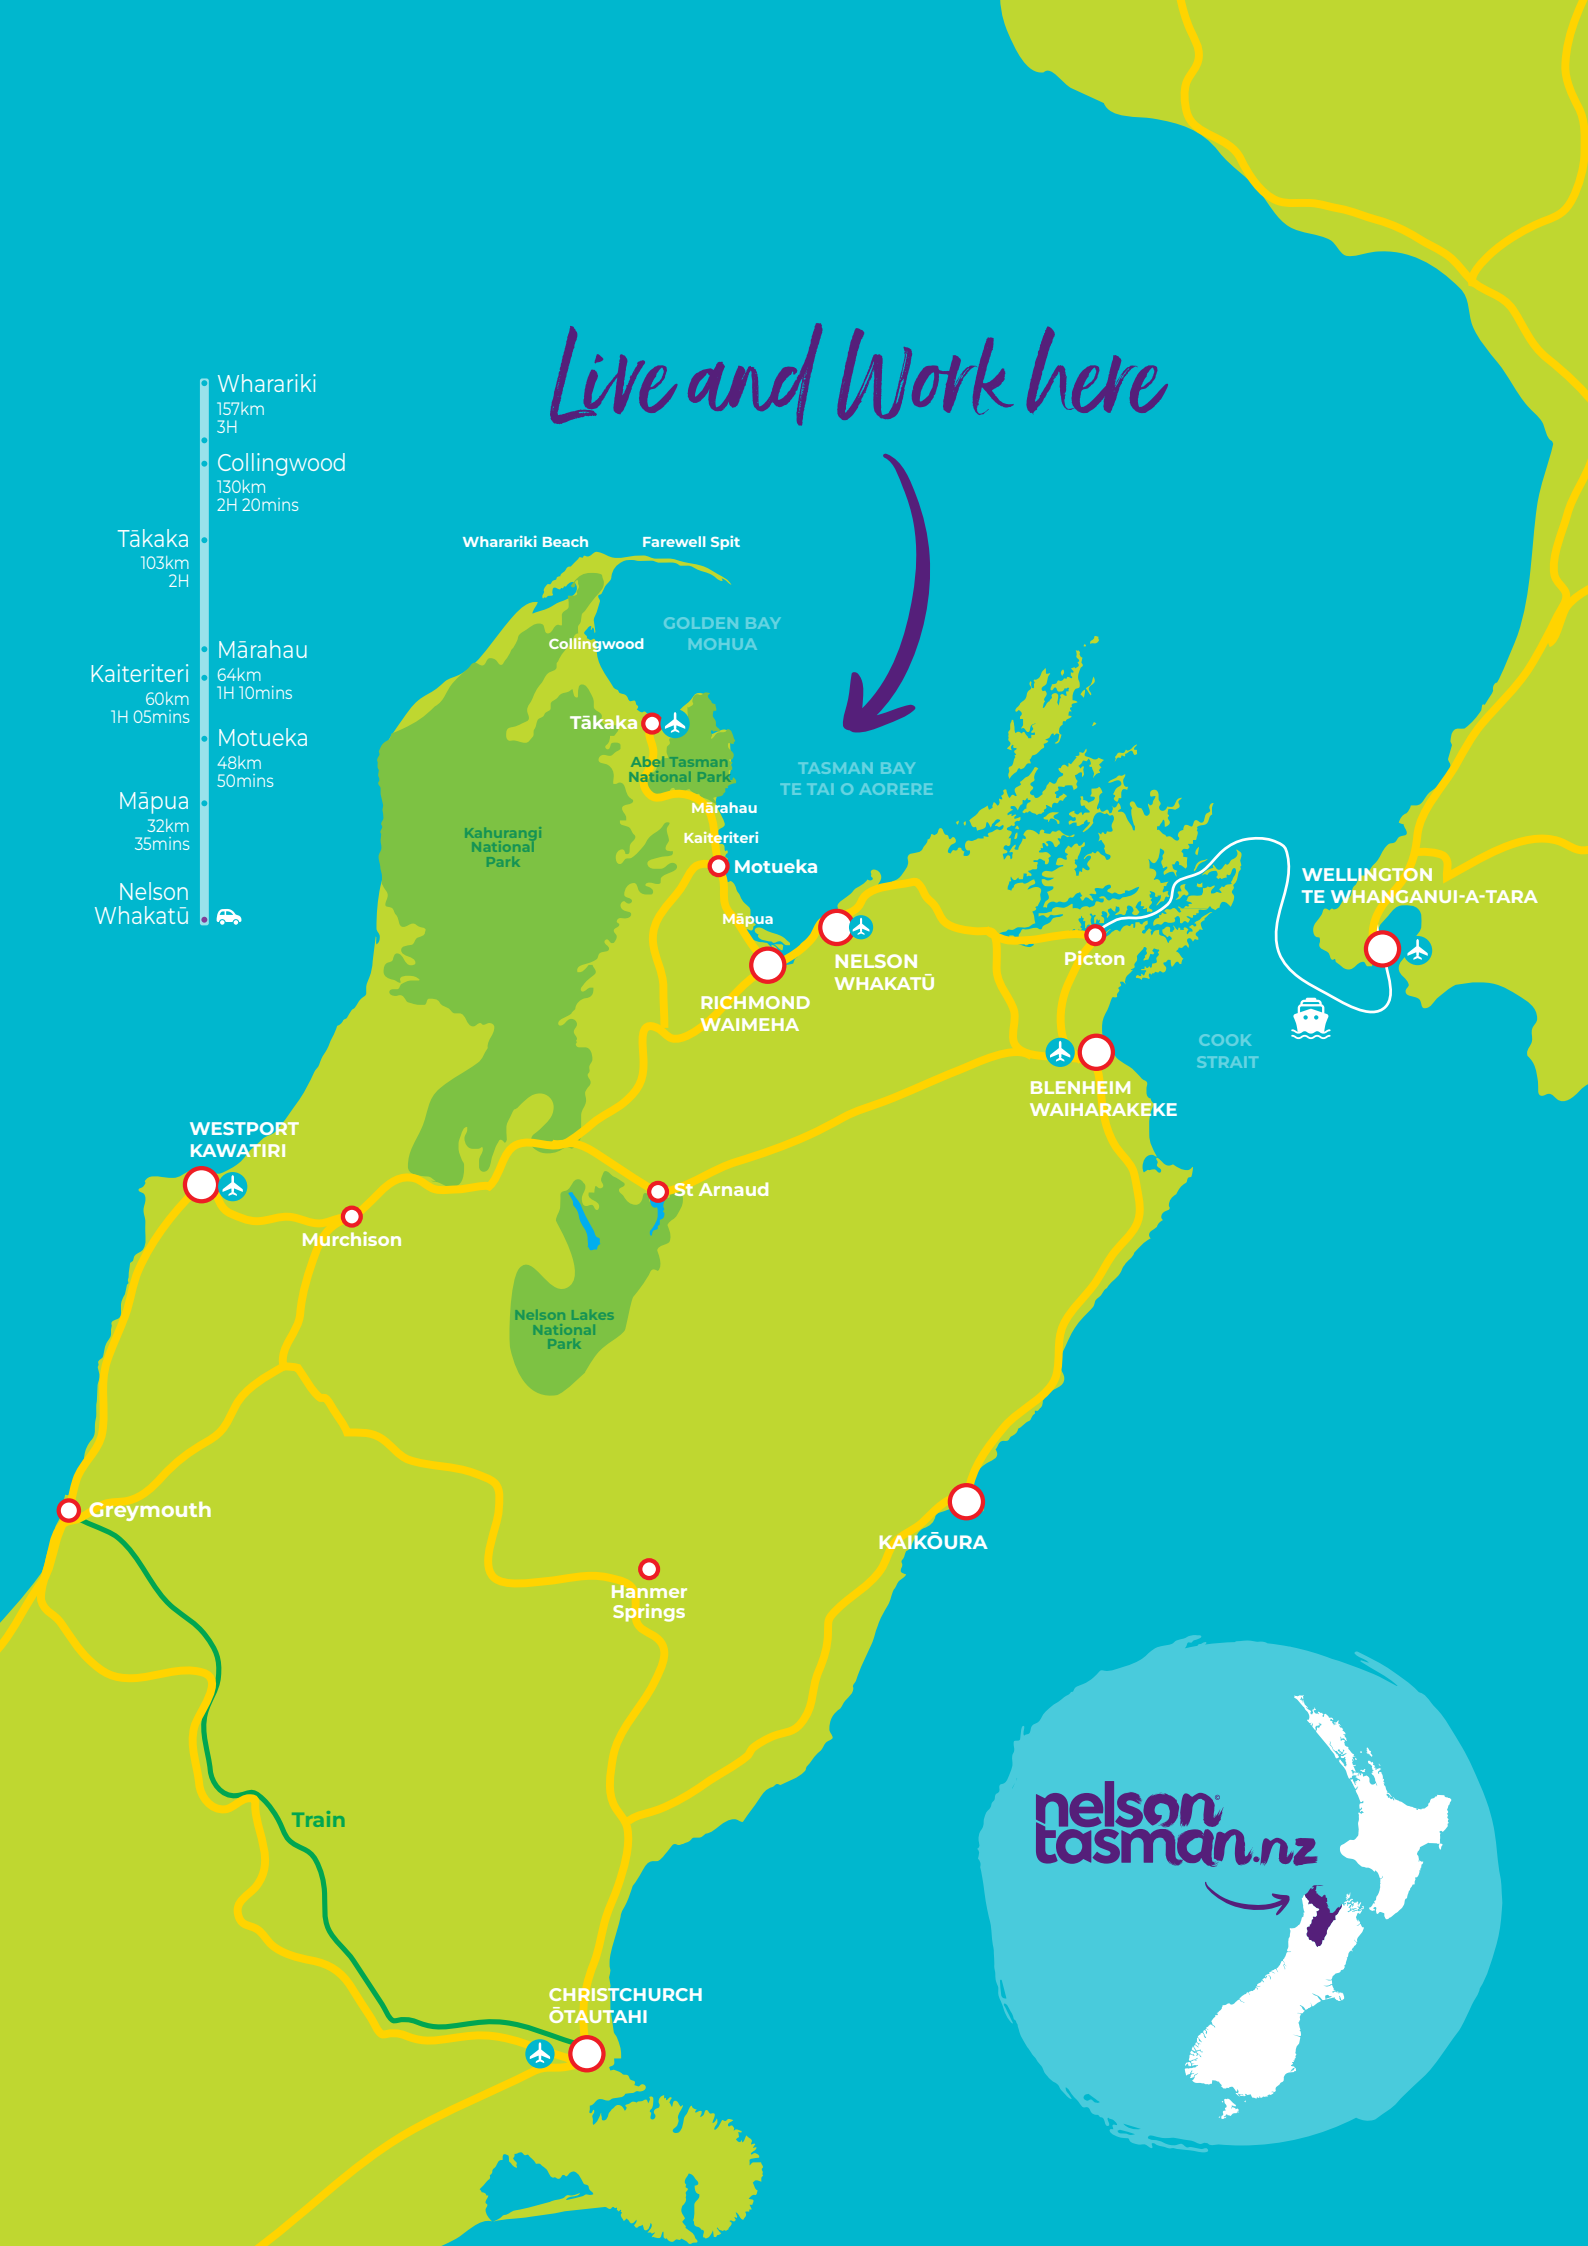 Live and Work here
Wharariki
157km
3H
Collingwood
130km
2H 20mins
Tākaka
103km
2H
Mārahau
64km
1H 10mins
Kaiteriteri
60km
1H 05mins
Motueka
48km
50mins
Māpua
32km
35mins
Nelson
Whakatū
Wharariki Beach
Farewell Spit
GOLDEN BAY
MOHUA
Collingwood
Tākaka
Abel Tasman
National Park
TASMAN BAY
TE TAI O AORERE
Mārahau
Kahurangi
National
Park
Kaiteriteri
Motueka
Māpua
WELLINGTON
TE WHANGANUI-A-TARA
NELSON
WHAKATŪ
Picton
RICHMOND
WAIMEHA
COOK
STRAIT
BLENHEIM
WAIHARAKEKE
WESTPORT
KAWATIRI
St Arnaud
Murchison
Nelson Lakes
National
Park
Greymouth
KAIKŌURA
Hanmer
Springs
Train
nelson
tasman.nz
CHRISTCHURCH
ŌTAUTAHI